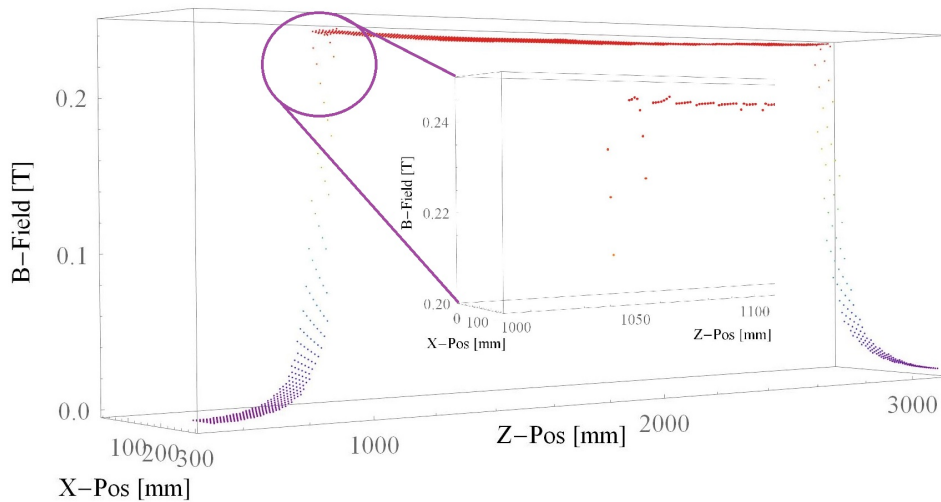 0.2
0.24
B-Field [T]
B-Field [T]
0.22
0.1
0.20
0 100 1000 1050 1100
X-Pos [mm] Z-Pos [mm]
0.0
100 200 300 1000 2000 3000
Z-Pos [mm]
X-Pos [mm]